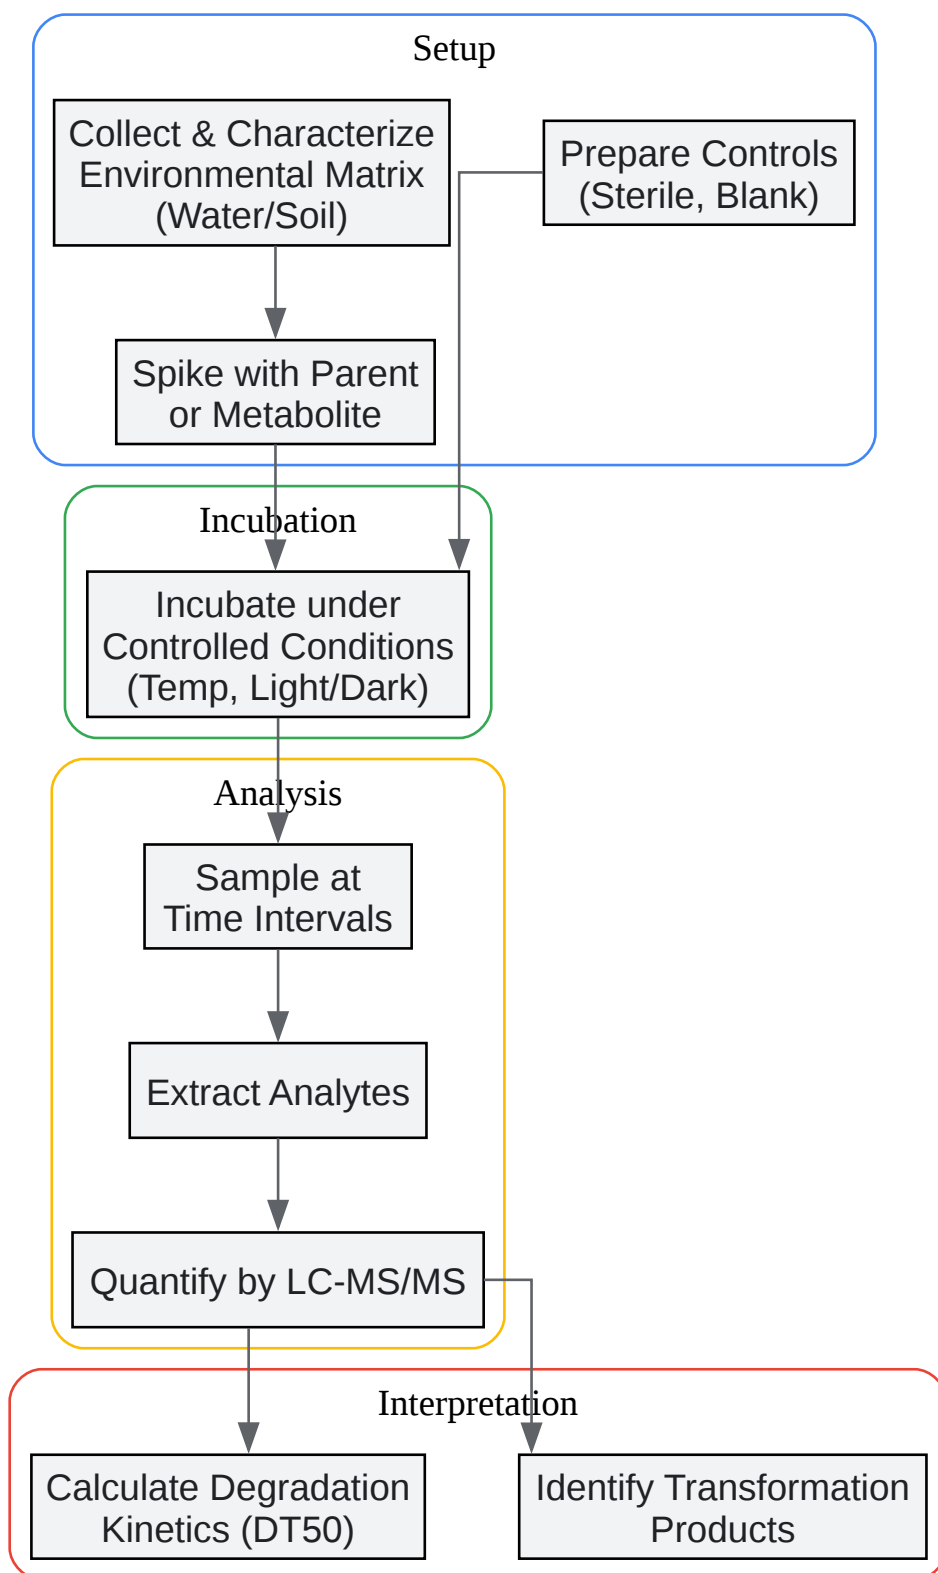 Setup
Collect & Characterize
Environmental Matrix
(Water/Soil)
Prepare Controls
(Sterile, Blank)
Spike with Parent
or Metabolite
Incubation
Incubate under
Controlled Conditions
(Temp, Light/Dark)
Analysis
Sample at
Time Intervals
Extract Analytes
Quantify by LC-MS/MS
Interpretation
Calculate Degradation
Kinetics (DT50)
Identify Transformation
Products